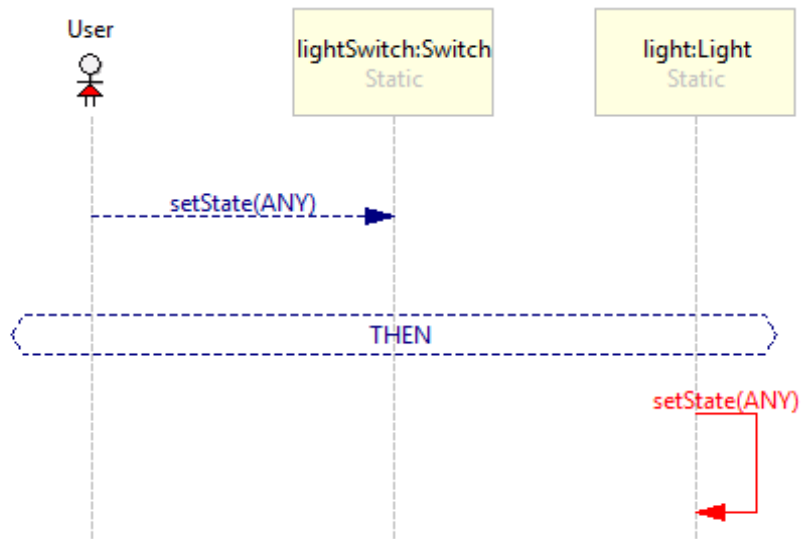 User
lightSwitch:Switch
Static
light:Light
Static
setState(ANY)
THEN
setState(ANY)